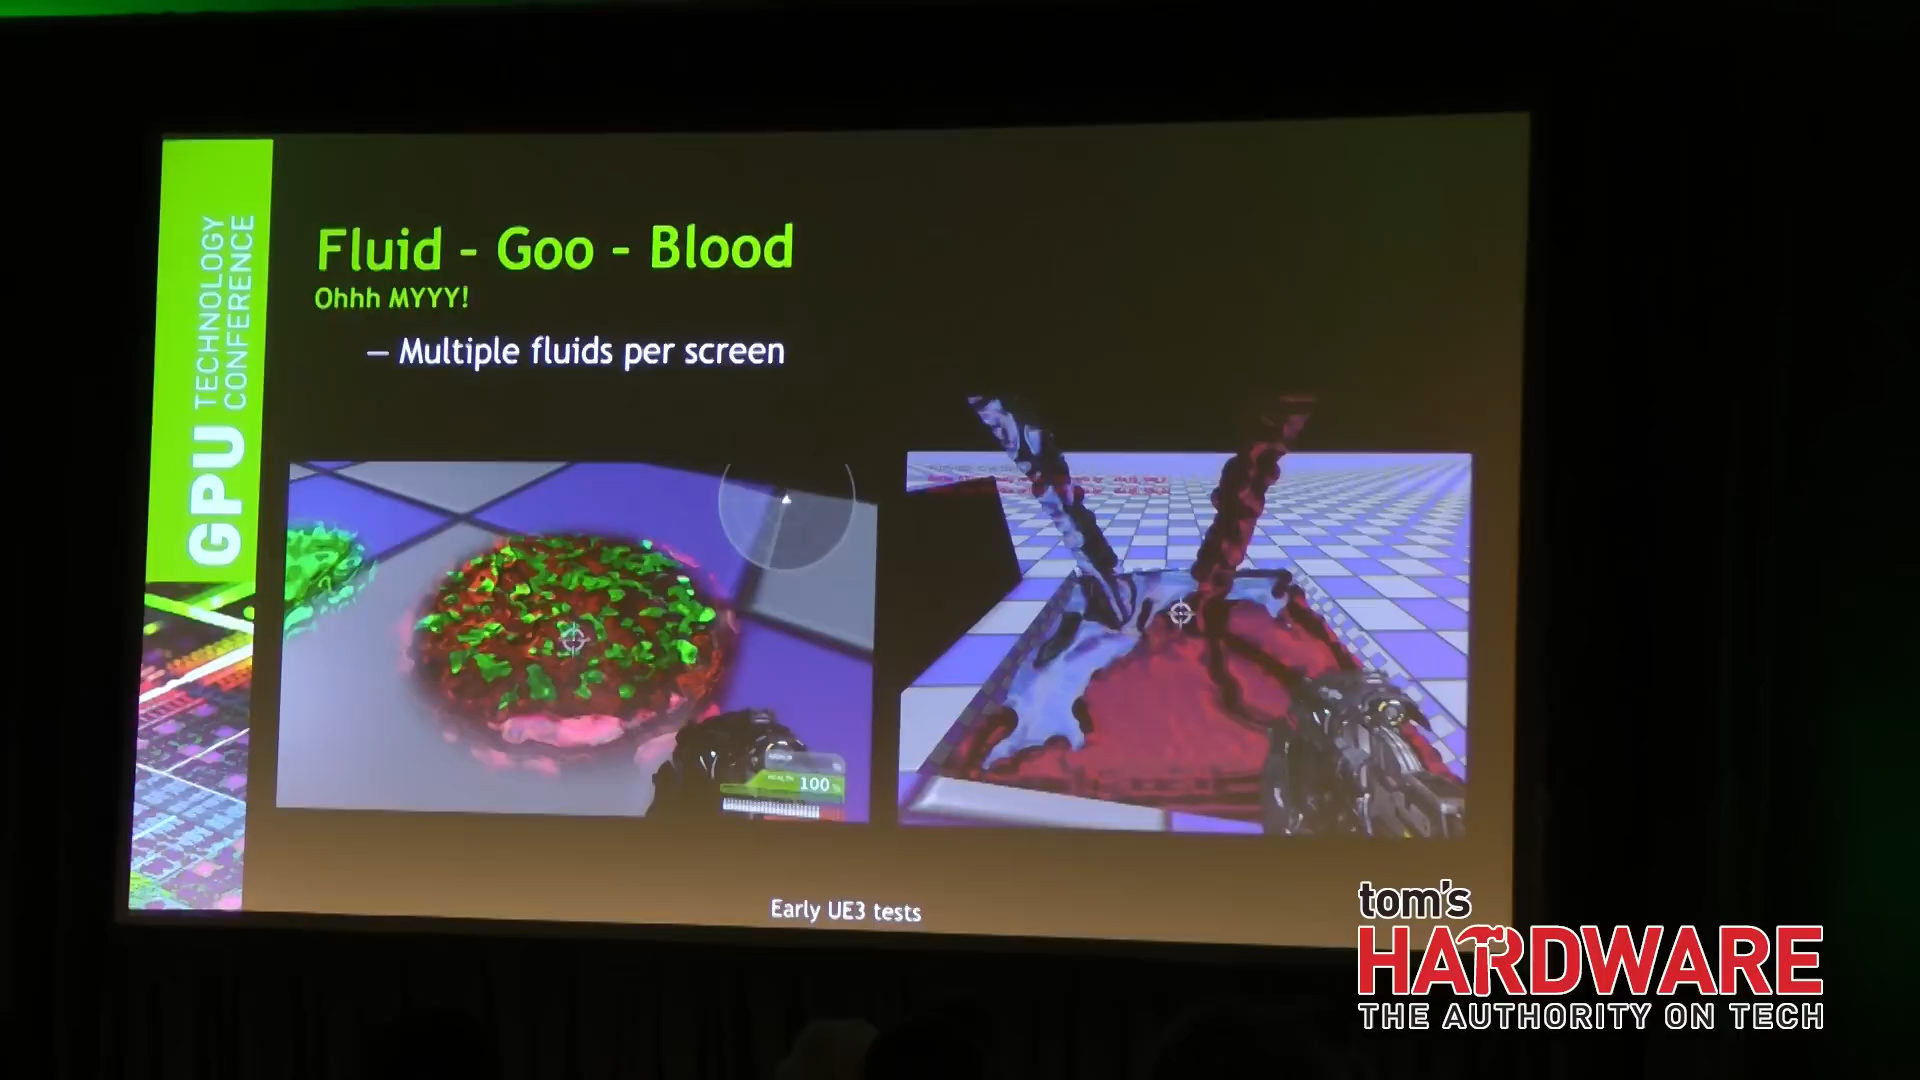 GPU TECHNOLOGY
CONFERENCE
Fluid - Goo - Blood
Ohhh MYYY!
– Multiple fluids per screen
HEALTH 100
Early UE3 tests
tom's
HARDWARE
THE AUTHORITY ON TECH